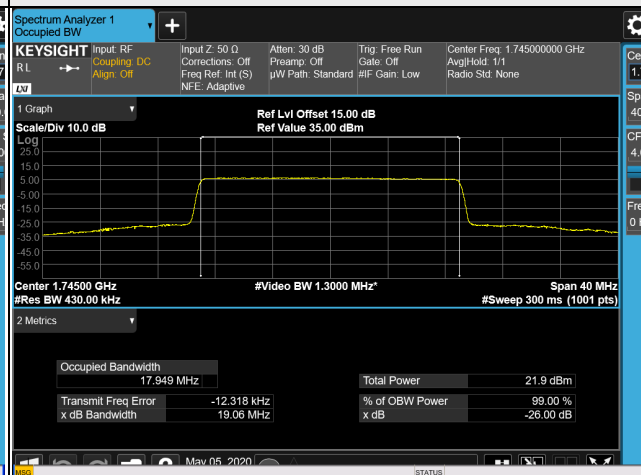 Spectrum Analyzer 1
Occupied BW
KEYSIGHT Input: RF Input Z: 50 Ω Atten: 30 dB Trig: Free Run Center Freq: 1.745000000 GHz
RL Coupling: DC Corrections: Off Preamp: Off Gate: Off Avg|Hold: 1/1
Align: Off Freq Ref: Int (S) µW Path: Standard #IF Gain: Low Radio Std: None
LXI NFE: Adaptive
1 Graph
Ref Lvl Offset 15.00 dB
Scale/Div 10.0 dB Ref Value 35.00 dBm
Log
25.0
15.0
5.00
-5.00
-15.0
-25.0
-35.0
-45.0
-55.0
Center 1.74500 GHz #Video BW 1.3000 MHz* Span 40 MHz
#Res BW 430.00 kHz #Sweep 300 ms (1001 pts)
2 Metrics
Occupied Bandwidth
17.949 MHz Total Power 21.9 dBm
Transmit Freq Error -12.318 kHz % of OBW Power 99.00 %
x dB Bandwidth 19.06 MHz x dB -26.00 dB
May 05, 2020
MSG STATUS